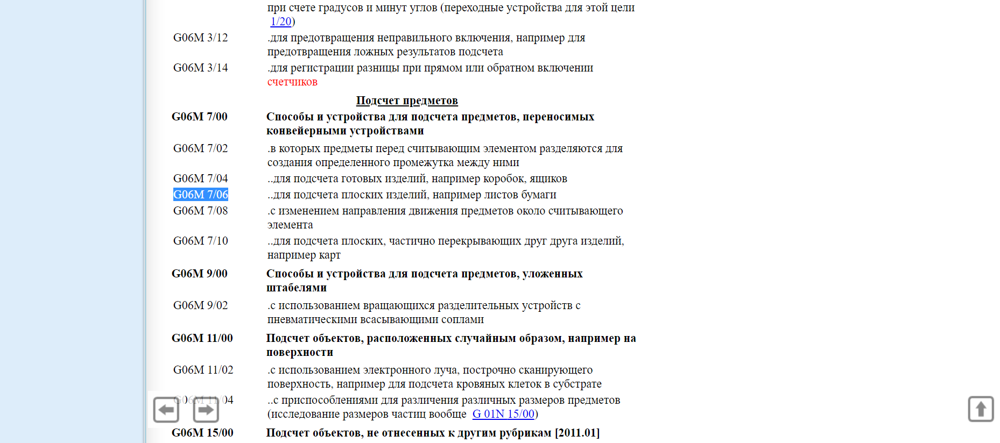 при счете градусов и минут углов (переходные устройства для этой цели
1/20)
G06M 3/12 .для предотвращения неправильного включения, например для
предотвращения ложных результатов подсчета
G06M 3/14 .для регистрации разницы при прямом или обратном включении
счетчиков
Подсчет предметов
G06M 7/00 Способы и устройства для подсчета предметов, переносимых
конвейерными устройствами
G06M 7/02 .в которых предметы перед считывающим элементом разделяются для
создания определенного промежутка между ними
G06M 7/04 ..для подсчета готовых изделий, например коробок, ящиков
G06M 7/06 ..для подсчета плоских изделий, например листов бумаги
G06M 7/08 .с изменением направления движения предметов около считывающего
элемента
G06M 7/10 ..для подсчета плоских, частично перекрывающих друг друга изделий,
например карт
G06M 9/00 Способы и устройства для подсчета предметов, уложенных
штабелями
G06M 9/02 .с использованием вращающихся разделительных устройств с
пневматическими всасывающими соплами
G06M 11/00 Подсчет объектов, расположенных случайным образом, например на
поверхности
G06M 11/02 .с использованием электронного луча, построчно сканирующего
поверхность, например для подсчета кровяных клеток в субстрате
G06M 11/04 ..с приспособлениями для различения различных размеров предметов
(исследование размеров частиц вообще G 01N 15/00)
G06M 15/00 Подсчет объектов, не отнесенных к другим рубрикам [2011.01]